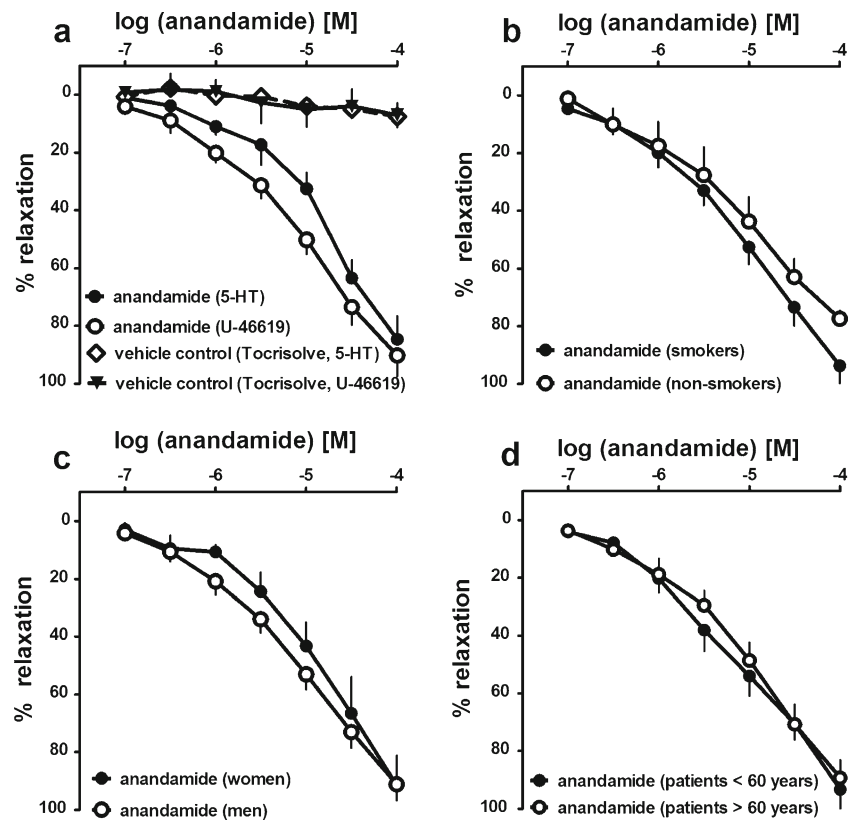 a
log (anandamide) [M]
-7 -6 -5 -4
0
20
40
60
80
100
% relaxation
anandamide (5-HT)
anandamide (U-46619)
vehicle control (Tocrisolve, 5-HT)
vehicle control (Tocrisolve, U-46619)
b
log (anandamide) [M]
-7 -6 -5 -4
0
20
40
60
80
100
% relaxation
anandamide (smokers)
anandamide (non-smokers)
c
log (anandamide) [M]
-7 -6 -5 -4
0
20
40
60
80
100
% relaxation
anandamide (women)
anandamide (men)
d
log (anandamide) [M]
-7 -6 -5 -4
0
20
40
60
80
100
% relaxation
anandamide (patients < 60 years)
anandamide (patients > 60 years)